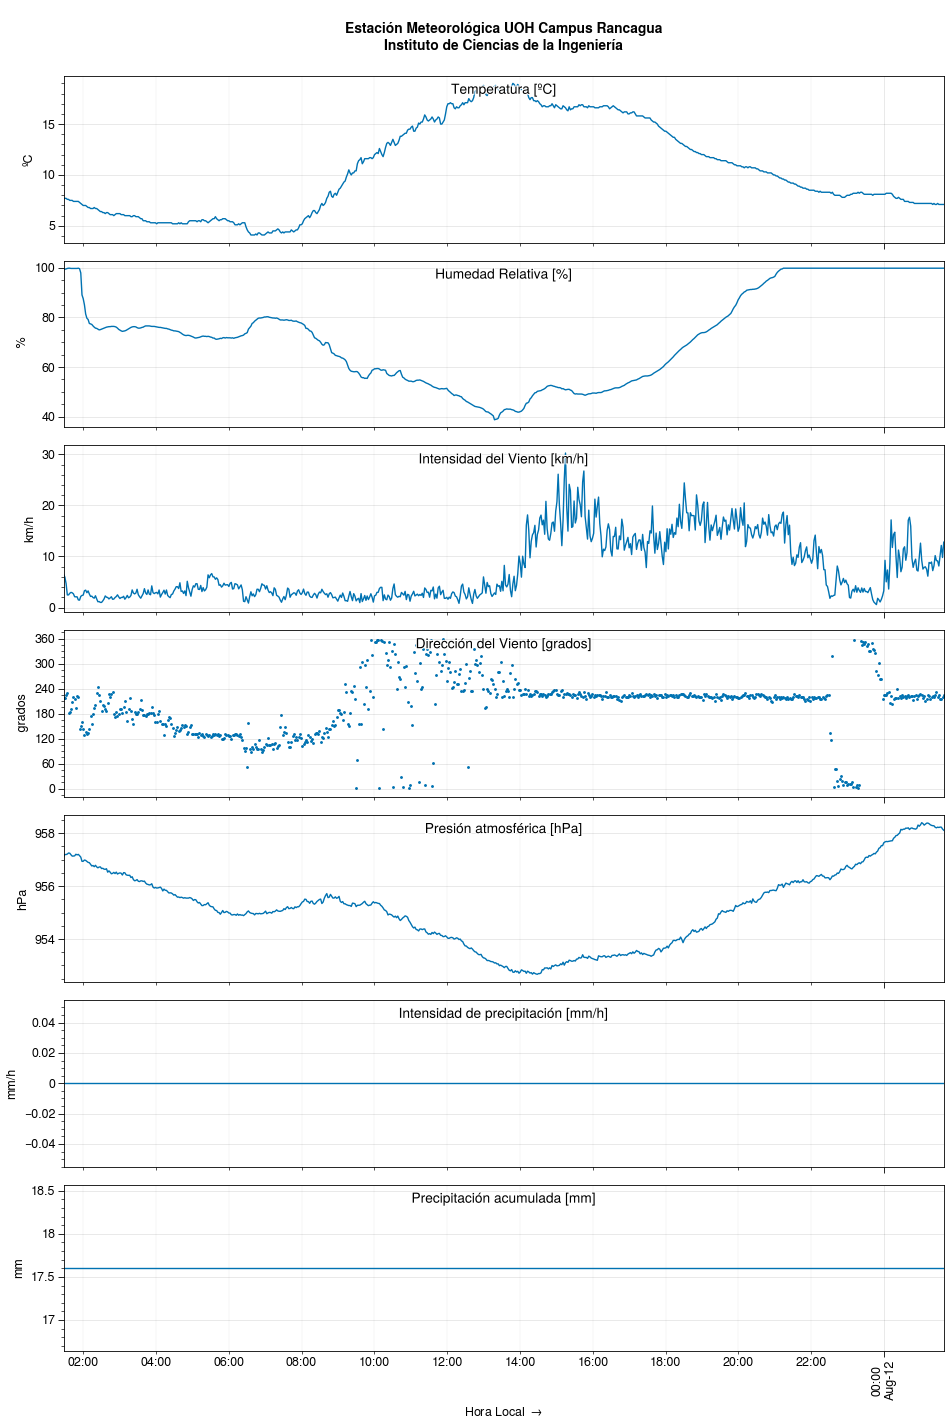 Estación Meteorológica UOH Campus Rancagua
Instituto de Ciencias de la Ingeniería
Temperatura [ºC]
15
10
5
ºC
Humedad Relativa [%]
100
80
60
40
%
Intensidad del Viento [km/h]
30
20
10
0
km/h
Dirección del Viento [grados]
360
300
240
180
120
60
0
grados
Presión atmosférica [hPa]
958
956
954
hPa
Intensidad de precipitación [mm/h]
0.04
0.02
0
−0.02
−0.04
mm/h
Precipitación acumulada [mm]
18.5
18
17.5
17
mm
02:00 04:00 06:00 08:00 10:00 12:00 14:00 16:00 18:00 20:00 22:00 00:00
Aug-12
Hora Local →